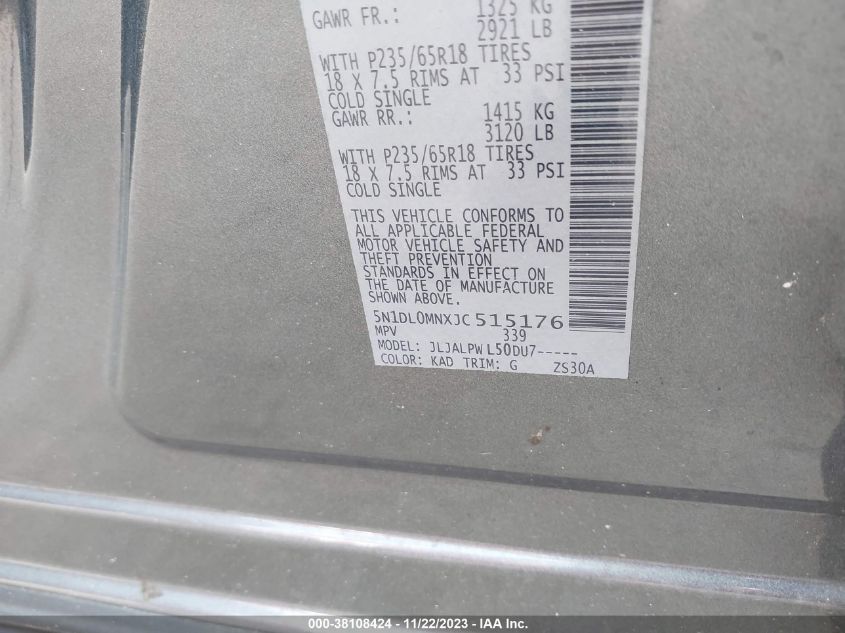 GAWR FR.: 1325 KG
2921 LB
WITH P235/65R18 TIRES
18 X 7.5 RIMS AT 33 PSI
COLD SINGLE
GAWR RR.: 1415 KG
3120 LB
WITH P235/65R18 TIRES
18 X 7.5 RIMS AT 33 PSI
COLD SINGLE
THIS VEHICLE CONFORMS TO
ALL APPLICABLE FEDERAL
MOTOR VEHICLE SAFETY AND
THEFT PREVENTION
STANDARDS IN EFFECT ON
THE DATE OF MANUFACTURE
SHOWN ABOVE.
5N1DL0MNXJC515176
MPV 339
MODEL: JLJALPWL50DU7-----
COLOR: KAD TRIM: G ZS30A
000-38108424 - 11/22/2023 - IAA Inc.